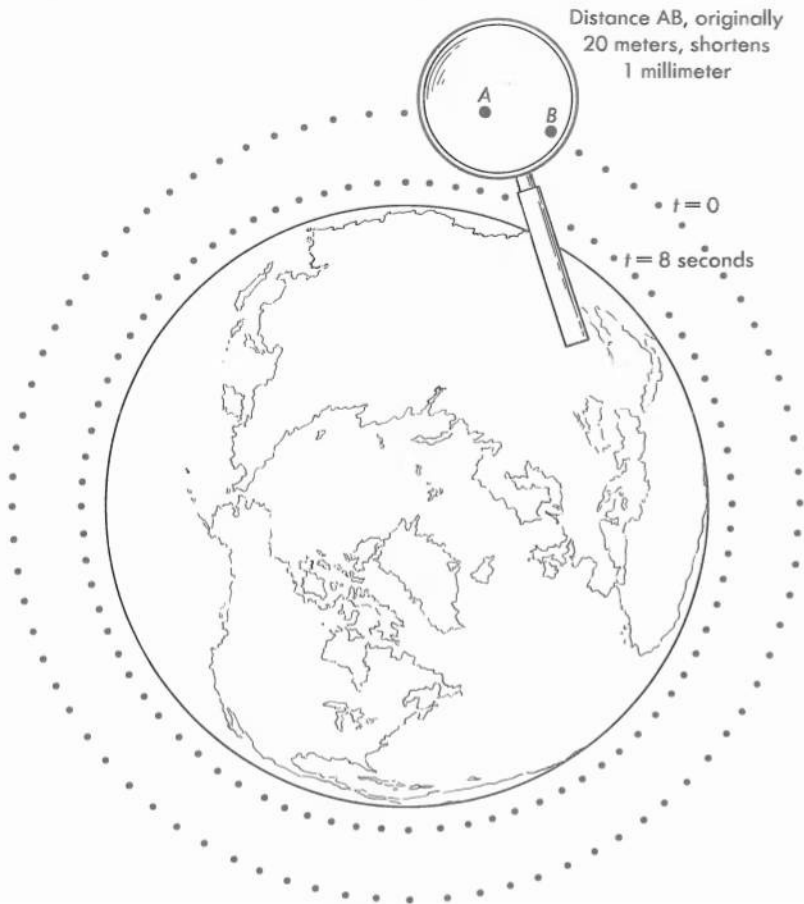 Distance AB, originally
20 meters, shortens
1 millimeter
A
B
t = 0
t = 8 seconds